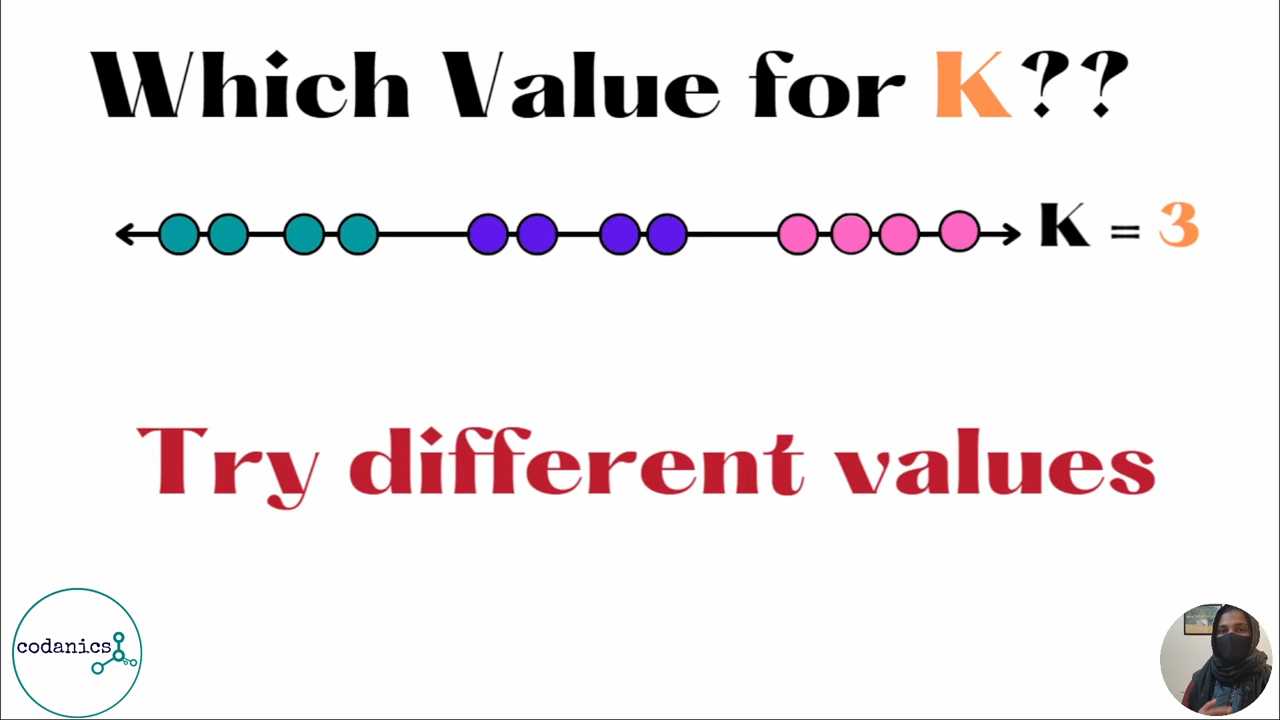 Which Value for K??
K = 3
Try different values
codanics